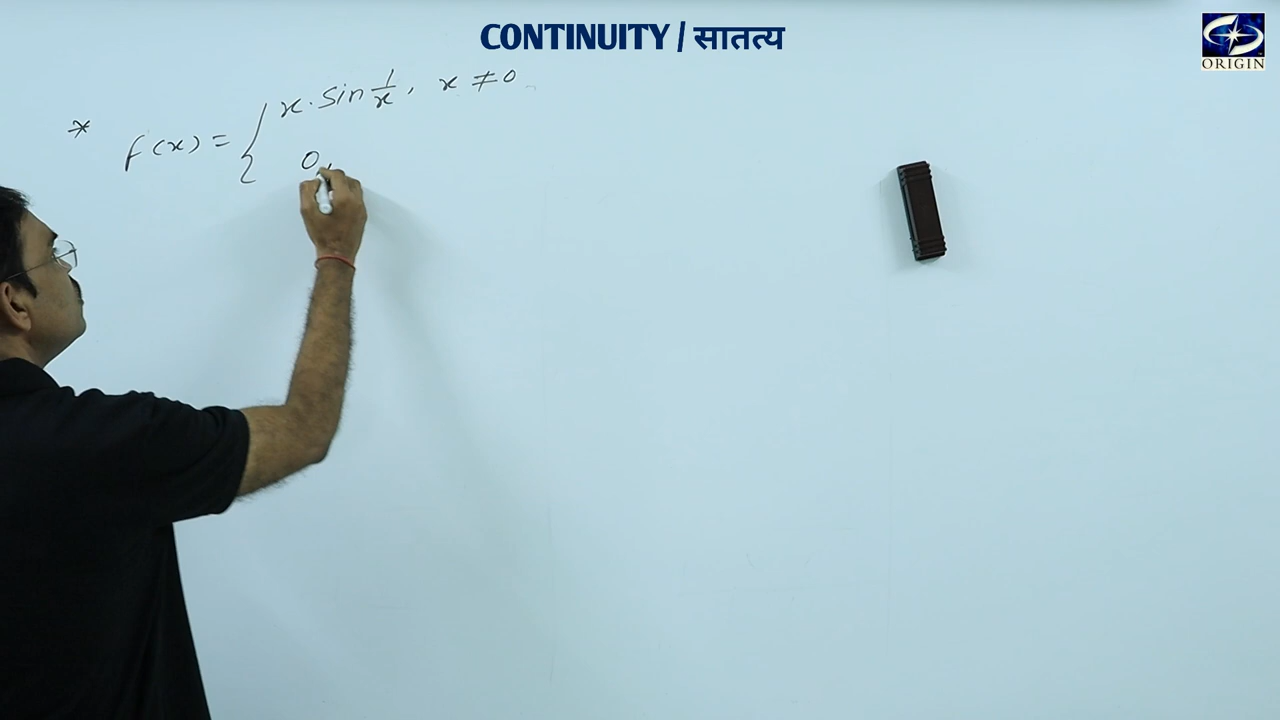 CONTINUITY / सातत्य
ORIGIN
* f(x) = { x. sin 1/x, x ≠ 0
0,